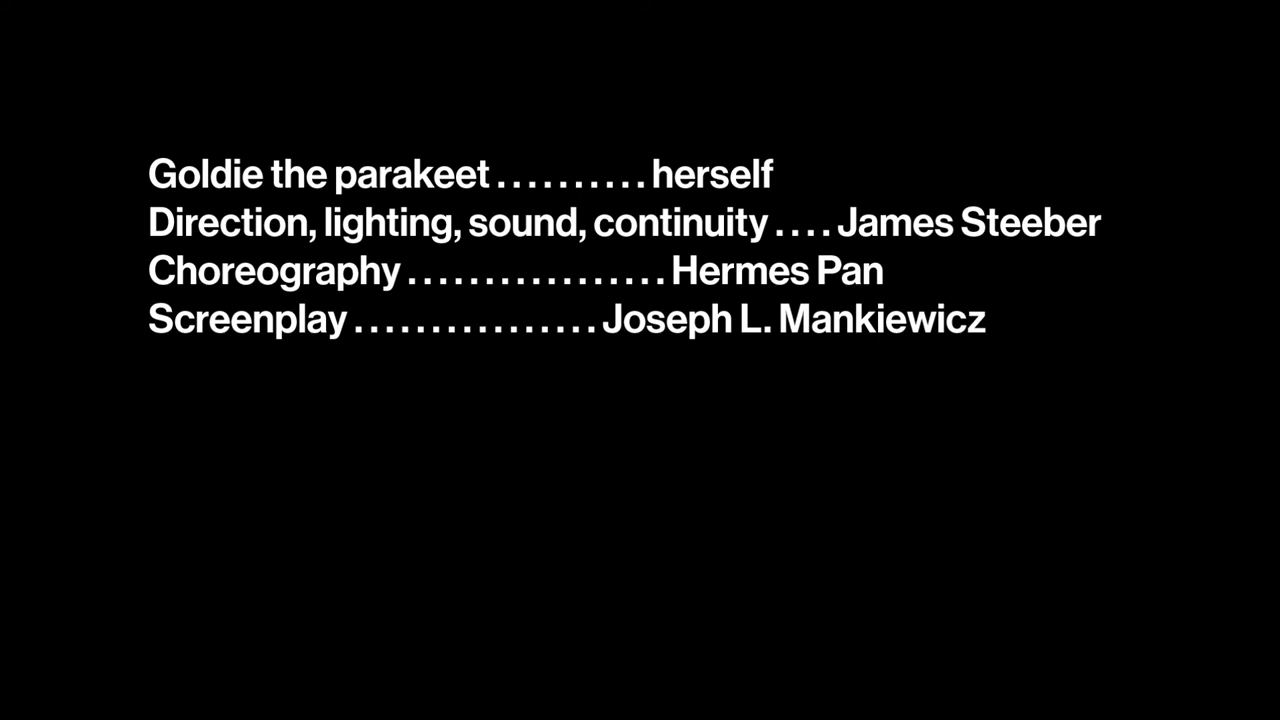 Goldie the parakeet . . . . . . . . . . herself
Direction, lighting, sound, continuity . . . . James Steeber
Choreography . . . . . . . . . . . . . . . . . Hermes Pan
Screenplay . . . . . . . . . . . . . . . . Joseph L. Mankiewicz